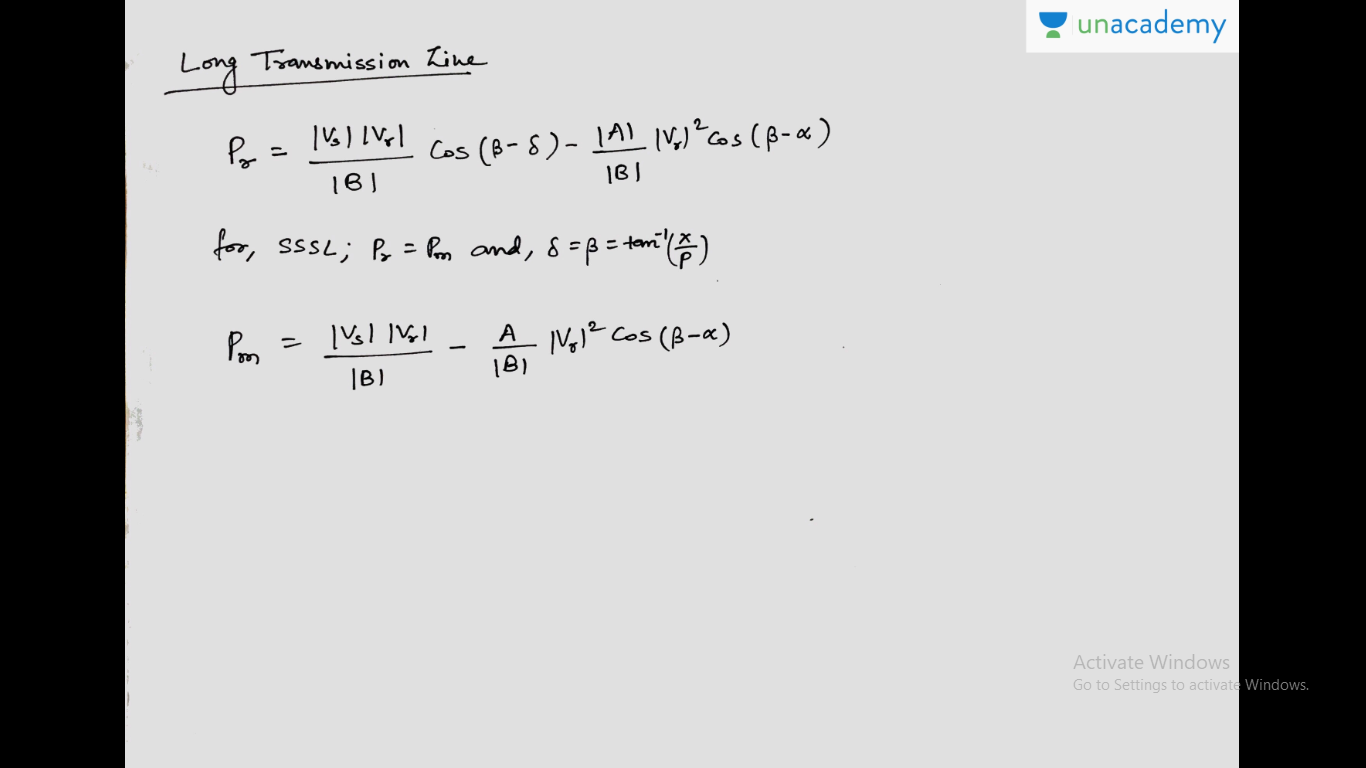 unacademy
Long Transmission Line
Pr = |Vs| |Vr| / |B| Cos (β - δ) - |A| / |B| |Vr|² Cos (β - α)
for, SSSL; Pr = Pm and, δ = β = tan⁻¹(x/P)
Pm = |Vs| |Vr| / |B| - A / |B| |Vr|² Cos (β - α)
Activate Windows
Go to Settings to activate Windows.